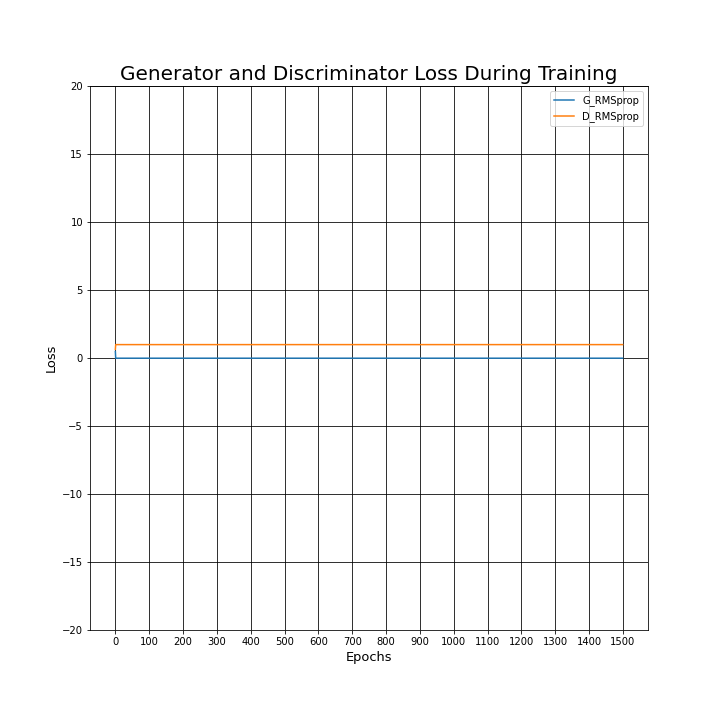 Generator and Discriminator Loss During Training
G_RMSprop
D_RMSprop
20
15
10
5
0
−5
−10
−15
−20
Loss
0 100 200 300 400 500 600 700 800 900 1000 1100 1200 1300 1400 1500
Epochs